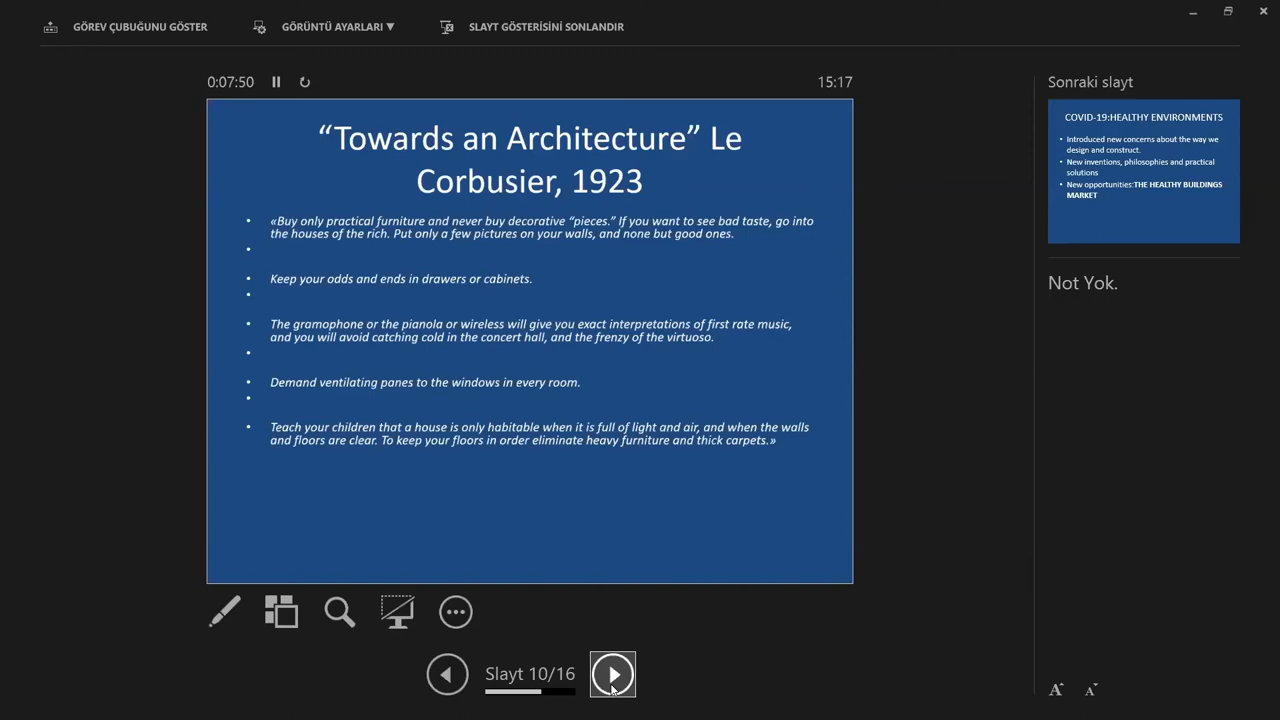 GÖREV ÇUBUĞUNU GÖSTER
GÖRÜNTÜ AYARLARI ▼
SLAYT GÖSTERİSİNİ SONLANDIR
0:07:50
15:17
“Towards an Architecture” Le
Corbusier, 1923
• «Buy only practical furniture and never buy decorative “pieces.” If you want to see bad taste, go into
the houses of the rich. Put only a few pictures on your walls, and none but good ones.
•
• Keep your odds and ends in drawers or cabinets.
•
• The gramophone or the pianola or wireless will give you exact interpretations of first rate music,
and you will avoid catching cold in the concert hall, and the frenzy of the virtuoso.
•
• Demand ventilating panes to the windows in every room.
•
• Teach your children that a house is only habitable when it is full of light and air, and when the walls
and floors are clear. To keep your floors in order eliminate heavy furniture and thick carpets.»
Slayt 10/16
Sonraki slayt
COVID-19:HEALTHY ENVIRONMENTS
• Introduced new concerns about the way we
design and construct.
• New inventions, philosophies and practical
solutions
• New opportunities:THE HEALTHY BUILDINGS
MARKET
Not Yok.
A A